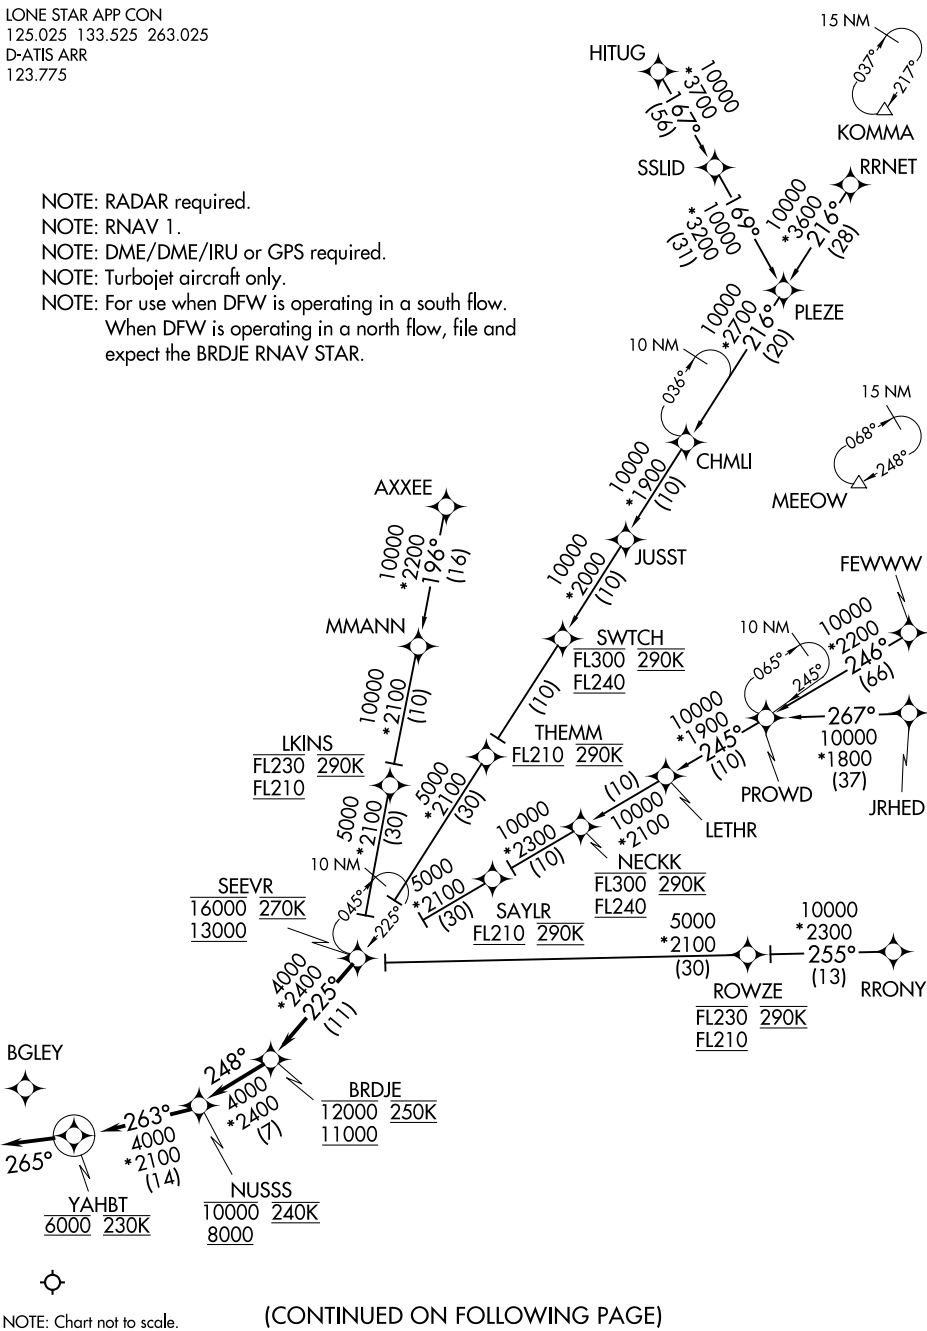 LONE STAR APP CON
125.025 133.525 263.025
D-ATIS ARR
123.775
NOTE: RADAR required.
NOTE: RNAV 1.
NOTE: DME/DME/IRU or GPS required.
NOTE: Turbojet aircraft only.
NOTE: For use when DFW is operating in a south flow.
When DFW is operating in a north flow, file and
expect the BRDJE RNAV STAR.
15 NM
037°
217°
KOMMA
HITUG
10000
*3700
167°
(56)
SSLID
RRNET
10000
*3600
216°
(28)
169°
10000
*3200
(31)
PLEZE
10000
*2700
216°
(20)
10 NM
036°
CHMLI
15 NM
068°
248°
MEEOW
10000
*1900
(10)
JUSST
AXXEE
10000
*2200
196°
(16)
10000
*2000
(10)
FEWWW
MMANN
SWTCH
FL300 290K
FL240
10 NM
065°
245°
10000
*2200
246°
(66)
10000
*2100
(10)
(10)
10000
*1900
245°
(10)
267°
10000
*1800
(37)
LKINS
FL230 290K
FL210
THEMM
FL210 290K
PROWD
JRHED
5000
*2100
(30)
5000
*2100
(30)
(10)
10000
*2100
LETHR
10000
*2300
(10)
NECKK
FL300 290K
FL240
10 NM
045°
225°
5000
*2100
(30)
SAYLR
FL210 290K
SEEVR
16000 270K
13000
5000
*2100
(30)
10000
*2300
255°
(13)
RRONY
ROWZE
FL230 290K
FL210
4000
*2400
225°
(11)
BGLEY
248°
4000
*2400
(7)
BRDJE
12000 250K
11000
263°
4000
*2100
(14)
265°
YAHBT
6000 230K
NUSSS
10000 240K
8000
NOTE: Chart not to scale.
(CONTINUED ON FOLLOWING PAGE)